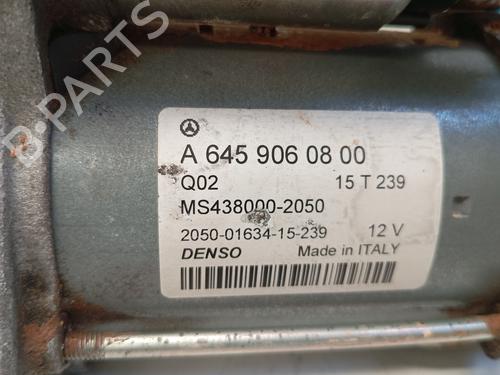 B-PARTS
A 645 906 08 00
Q02 15 T 239
MS438000-2050
2050-01634-15-239 12 V
DENSO Made in ITALY